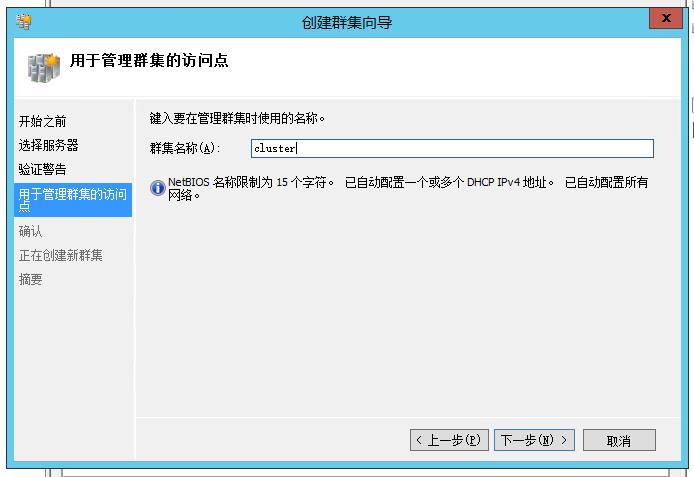 创建群集向导
用于管理群集的访问点
开始之前
选择服务器
验证警告
用于管理群集的访问
点
确认
正在创建新群集
摘要
键入要在管理群集时使用的名称。
群集名称(A): cluster
NetBIOS 名称限制为 15 个字符。 已自动配置一个或多个 DHCP IPv4 地址。 已自动配置所有
网络。
< 上一步(P) 下一步(N) > 取消